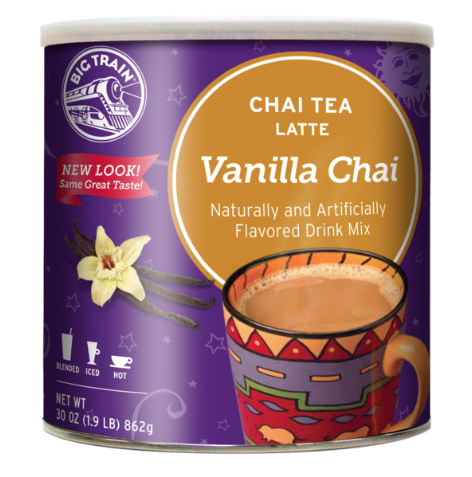 BIG TRAIN
CHAI TEA
LATTE
Vanilla Chai
Naturally and Artificially
Flavored Drink Mix
NEW LOOK!
Same Great Taste!
BLENDED ICED HOT
NET WT
30 OZ (1.9 LB) 862g